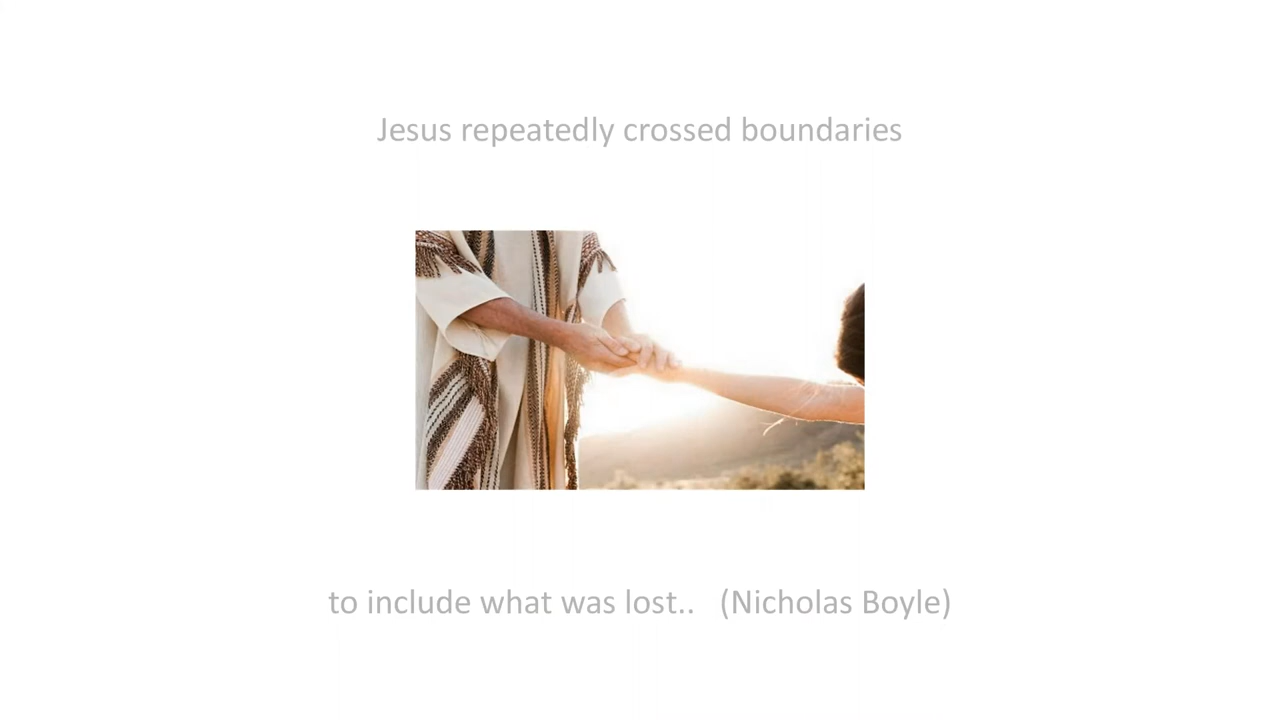 Jesus repeatedly crossed boundaries
to include what was lost.. (Nicholas Boyle)